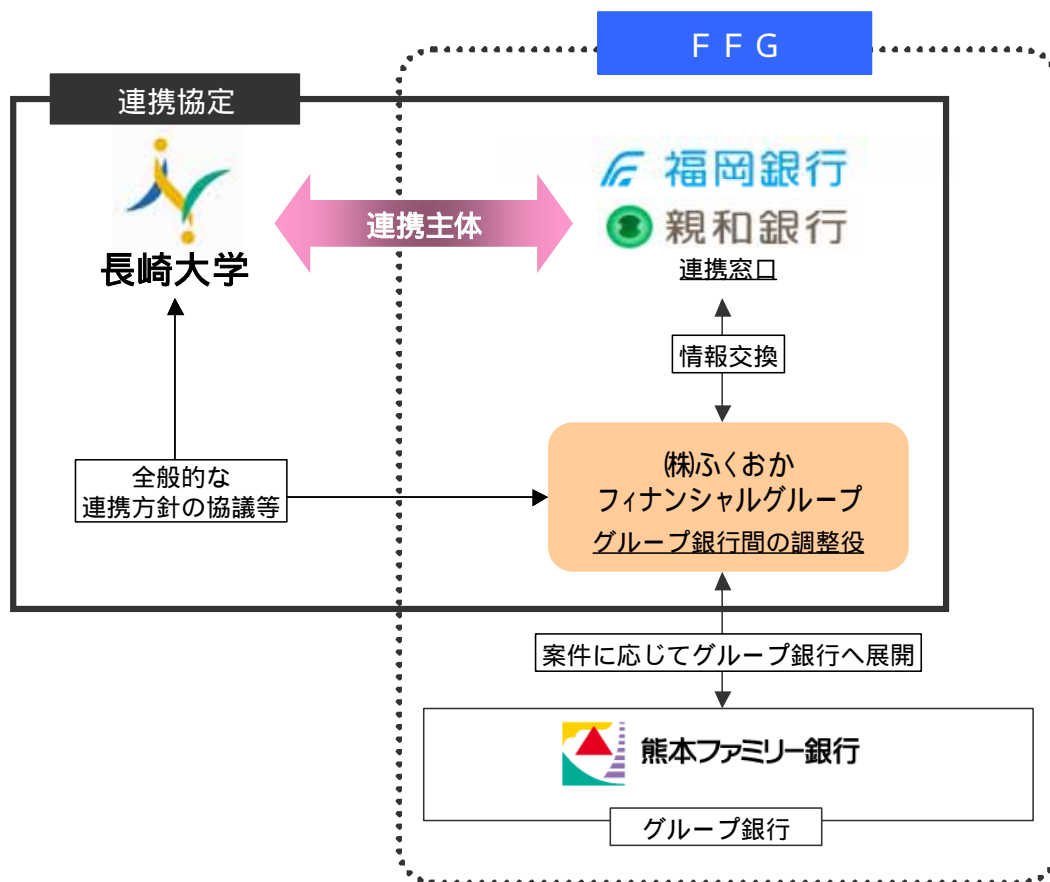 ＦＦＧ
連携協定
福岡銀行
親和銀行
連携主体
長崎大学
連携窓口
情報交換
全般的な
連携方針の協議等
㈱ふくおか
フィナンシャルグループ
グループ銀行間の調整役
案件に応じてグループ銀行へ展開
熊本ファミリー銀行
グループ銀行